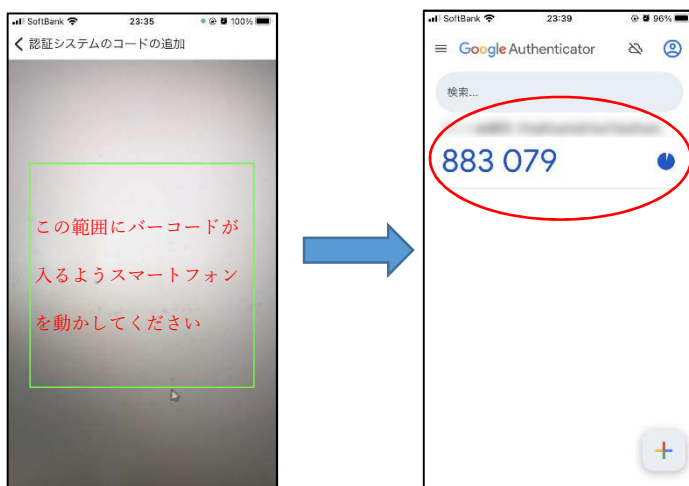 SoftBank 23:35 100%
認証システムのコードの追加
この範囲にバーコードが
入るようスマートフォン
を動かしてください
SoftBank 23:39 96%
Google Authenticator
検索...
883 079